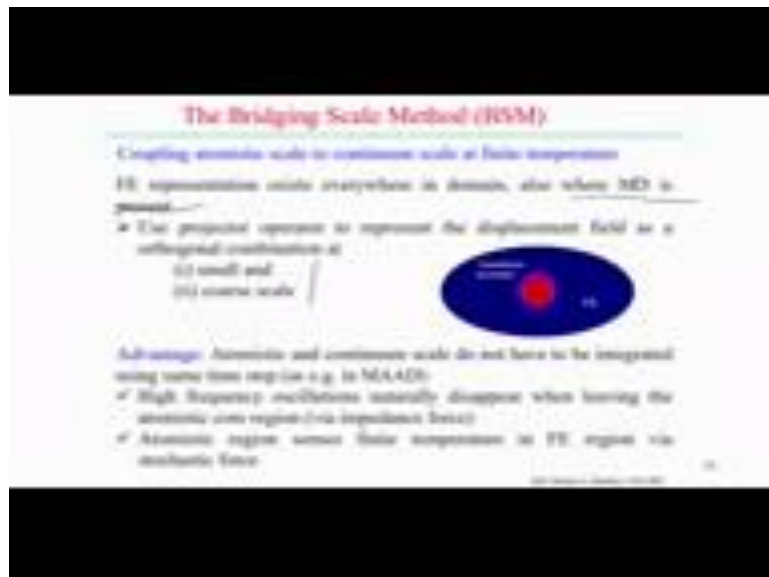 The Bridging Scale Method (BSM)
Coupling atomistic scale to continuum scale at finite temperature
FE representation exists everywhere in domain, also where MD is
present
➤ Use projector operator to represent the displacement field as a
orthogonal combination at
(i) small and
(ii) coarse scale
FE
Advantage: Atomistic and continuum scale do not have to be integrated
using same time step (as e.g. in MAAD)
✓ High frequency oscillations naturally disappear when leaving the
atomistic core region (via impedance force)
✓ Atomistic region senses finite temperature in FE region via
stochastic force